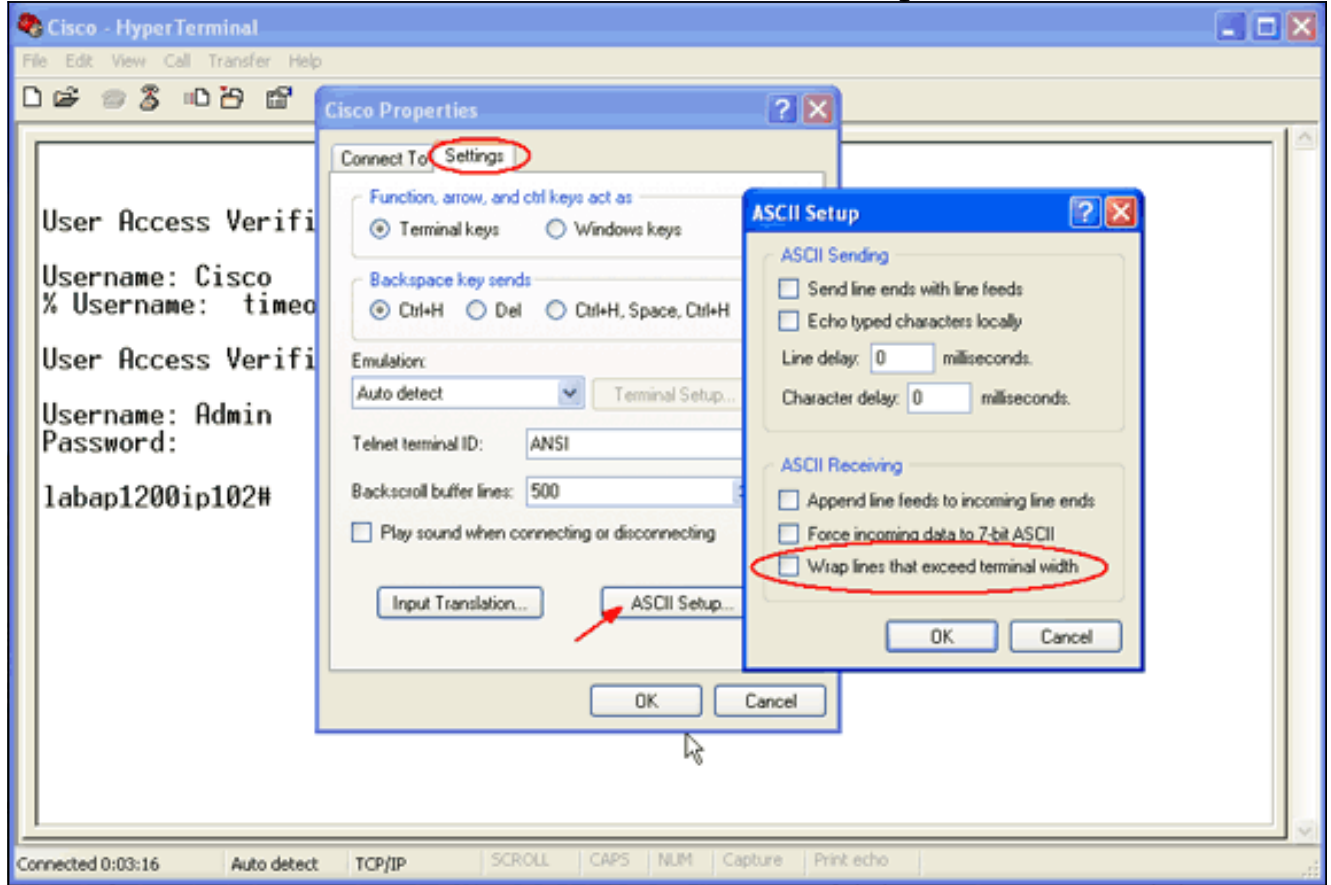 Cisco - HyperTerminal
File Edit View Call Transfer Help
User Access Verifi
Username: Cisco
% Username: timeo
User Access Verifi
Username: Admin
Password:
labap1200ip102#
Cisco Properties
Connect To Settings
Function, arrow, and ctrl keys act as
Terminal keys Windows keys
Backspace key sends
Ctrl+H Del Ctrl+H, Space, Ctrl+H
Emulation:
Auto detect Terminal Setup...
Telnet terminal ID: ANSI
Backscroll buffer lines: 500
Play sound when connecting or disconnecting
Input Translation... ASCII Setup...
OK Cancel
ASCII Setup
ASCII Sending
Send line ends with line feeds
Echo typed characters locally
Line delay: 0 milliseconds.
Character delay: 0 milliseconds.
ASCII Receiving
Append line feeds to incoming line ends
Force incoming data to 7-bit ASCII
Wrap lines that exceed terminal width
OK Cancel
Connected 0:03:16 Auto detect TCP/IP SCROLL CAPS NUM Capture Print echo